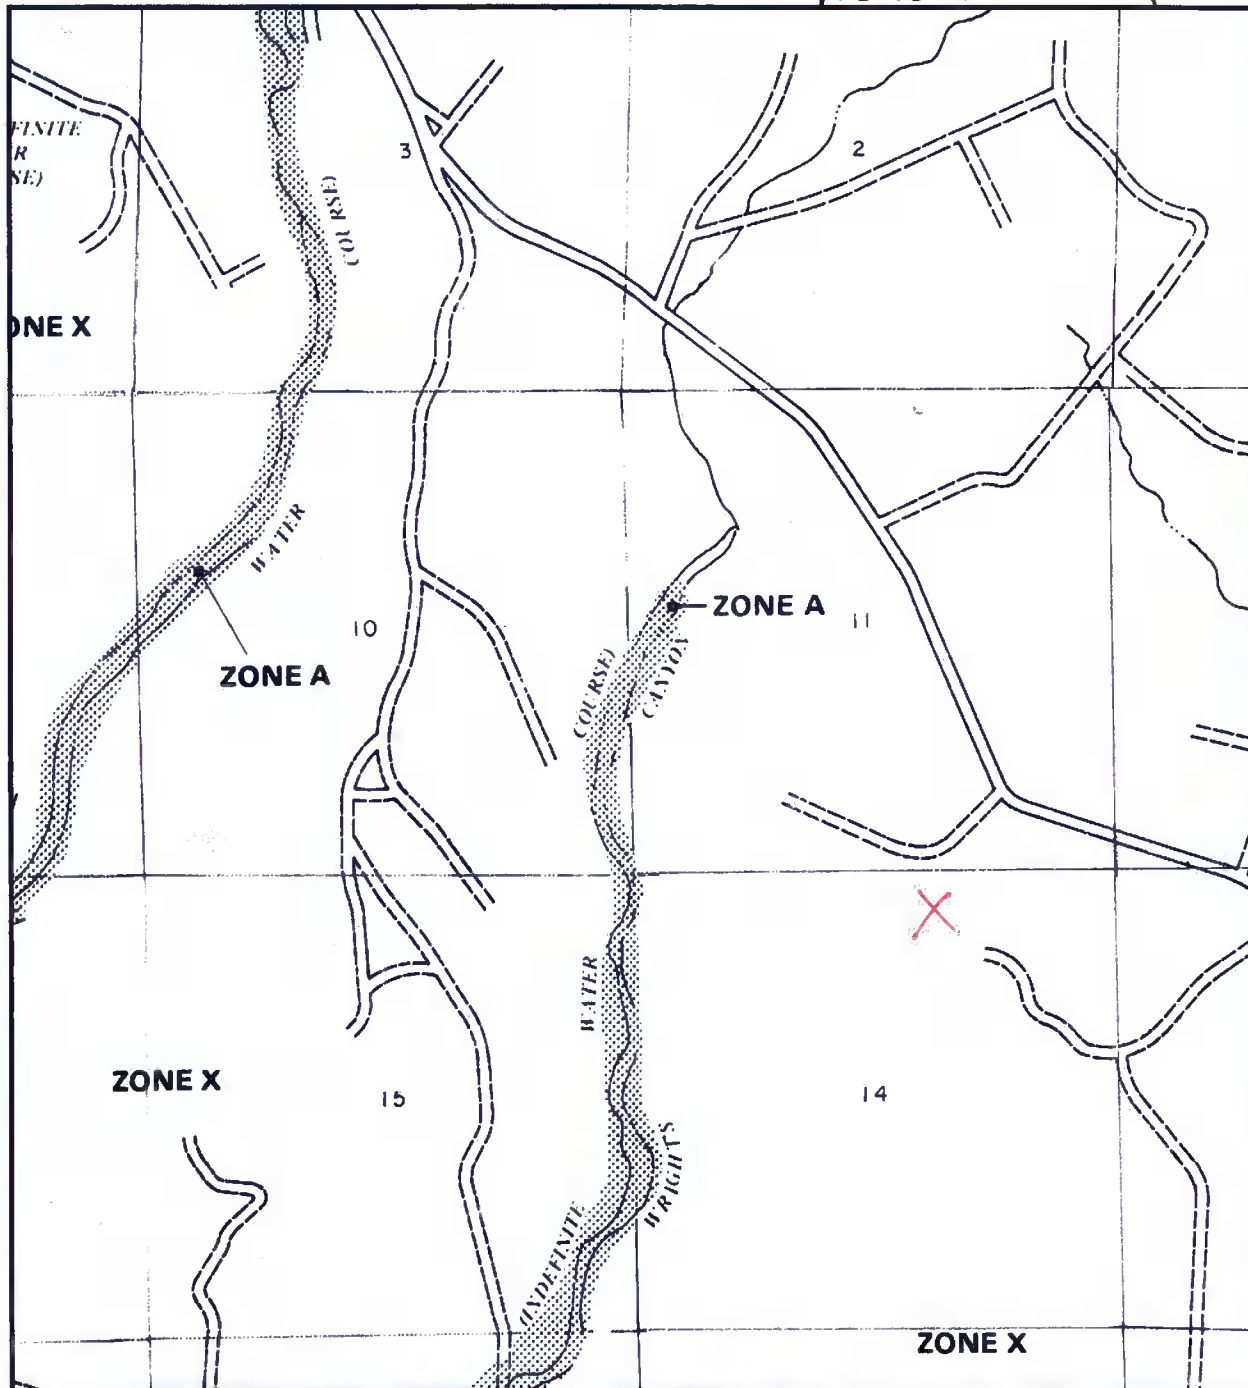 3
2
FINITE
R
SE)
COURSE)
ONE X
WATER
ZONE A
10
ZONE A
11
COURSE)
CANYON
WATER
ZONE X
15
14
WRIGHTS
(INDEFINITE
ZONE X
X